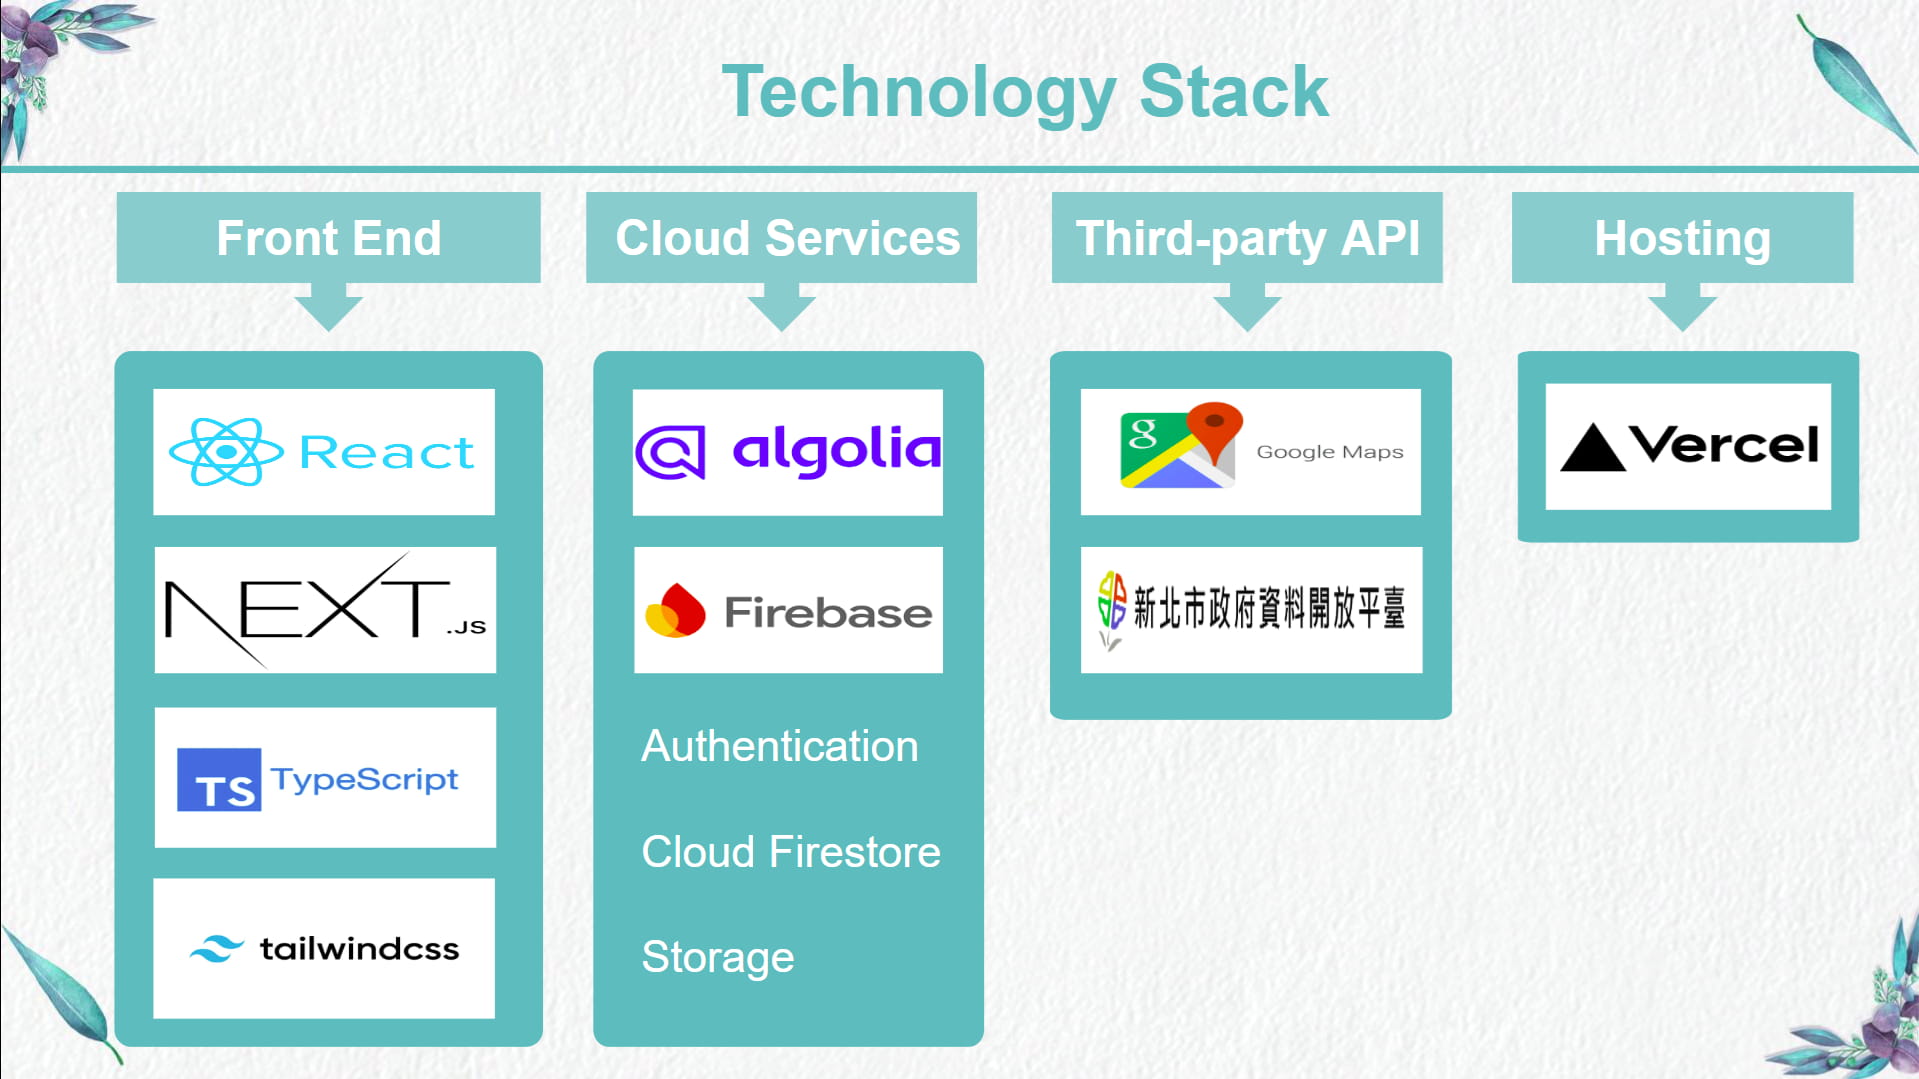 Technology Stack
Front End
React
NEXT.JS
TS TypeScript
tailwindcss
Cloud Services
algolia
Firebase
Authentication
Cloud Firestore
Storage
Third-party API
g Google Maps
新北市政府資料開放平臺
Hosting
Vercel